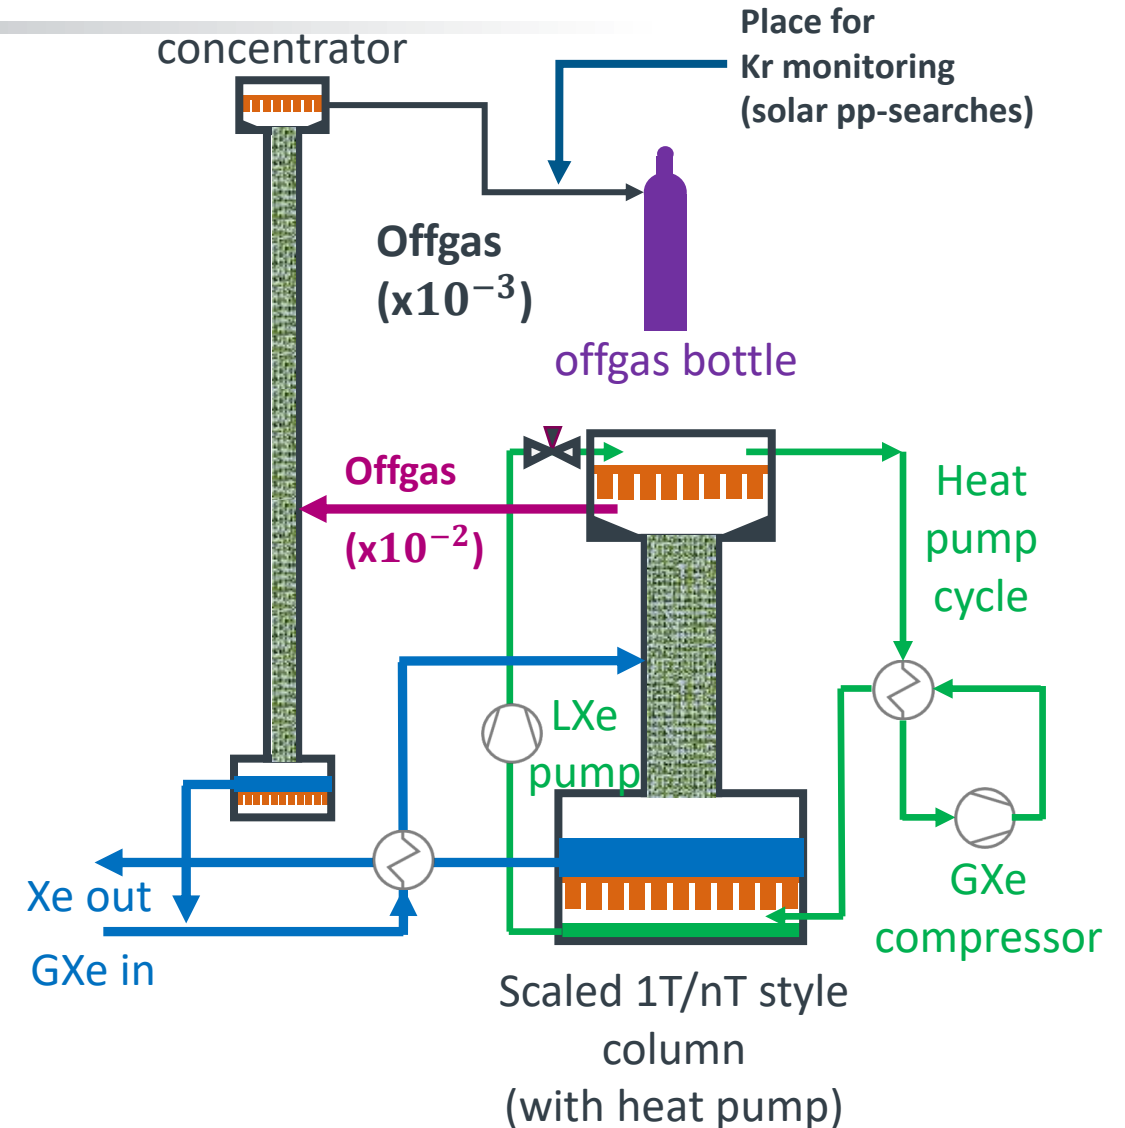 concentrator
Place for
Kr monitoring
(solar pp-searches)
Offgas
(x10⁻³)
offgas bottle
Offgas
(x10⁻²)
Heat
pump
cycle
LXe
pump
GXe
compressor
Xe out
GXe in
Scaled 1T/nT style
column
(with heat pump)